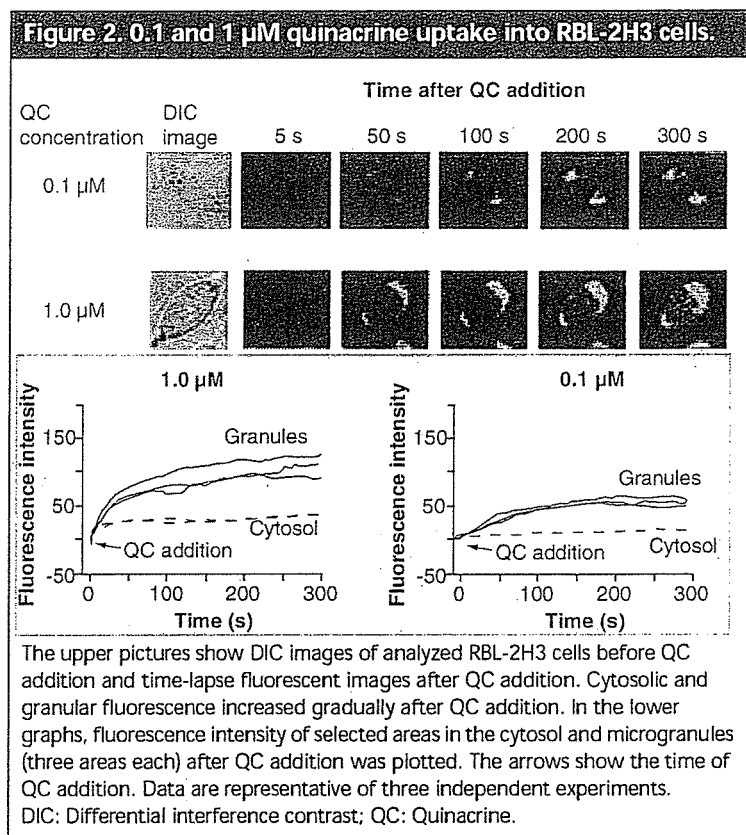 Figure 2. 0.1 and 1 µM quinacrine uptake into RBL-2H3 cells.
Time after QC addition
QC concentration
DIC image
5 s 50 s 100 s 200 s 300 s
0.1 µM
1.0 µM
1.0 µM
Fluorescence intensity
150
50
-50
Granules
Cytosol
QC addition
0 100 200 300
Time (s)
0.1 µM
Fluorescence intensity
150
50
-50
Granules
Cytosol
QC addition
0 100 200 300
Time (s)
The upper pictures show DIC images of analyzed RBL-2H3 cells before QC
addition and time-lapse fluorescent images after QC addition. Cytosolic and
granular fluorescence increased gradually after QC addition. In the lower
graphs, fluorescence intensity of selected areas in the cytosol and microgranules
(three areas each) after QC addition was plotted. The arrows show the time of
QC addition. Data are representative of three independent experiments.
DIC: Differential interference contrast; QC: Quinacrine.